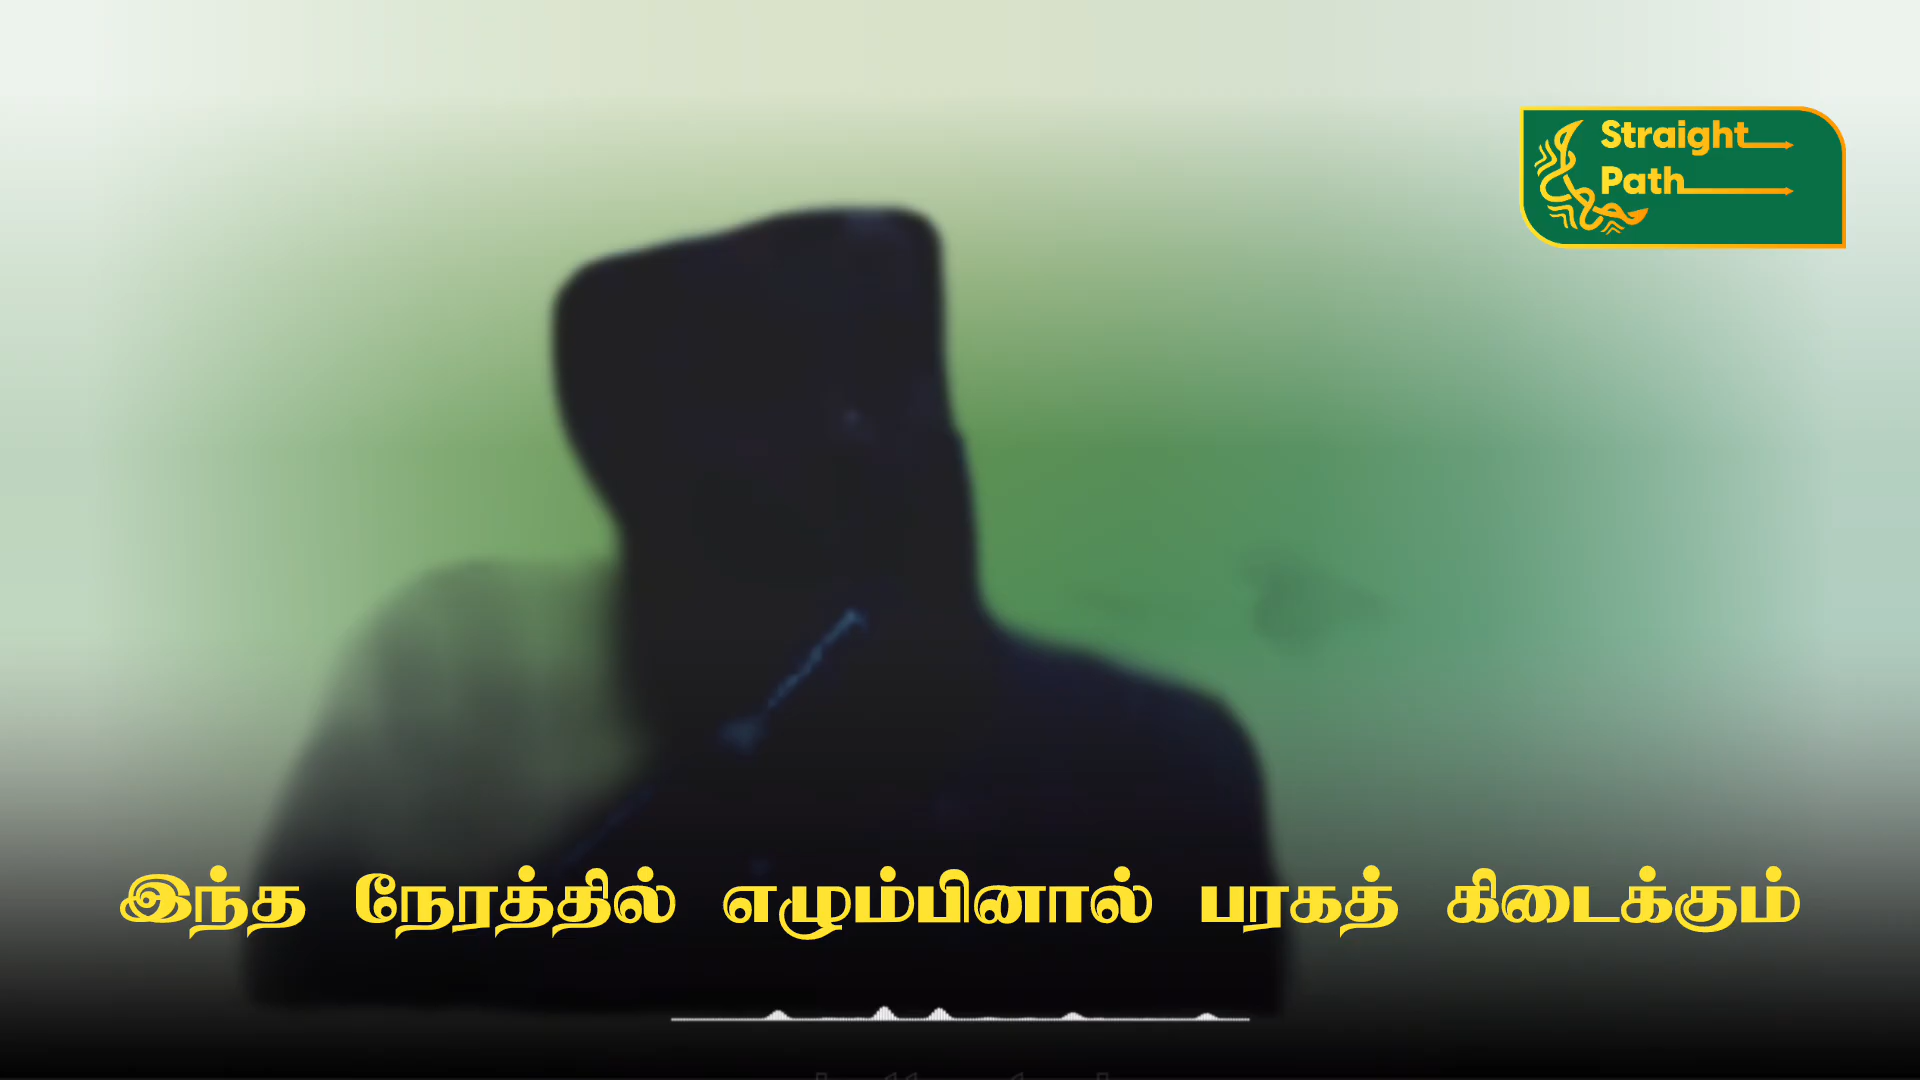 Straight
Path
இந்த நேரத்தில் எழும்பினால் பரகத் கிடைக்கும்